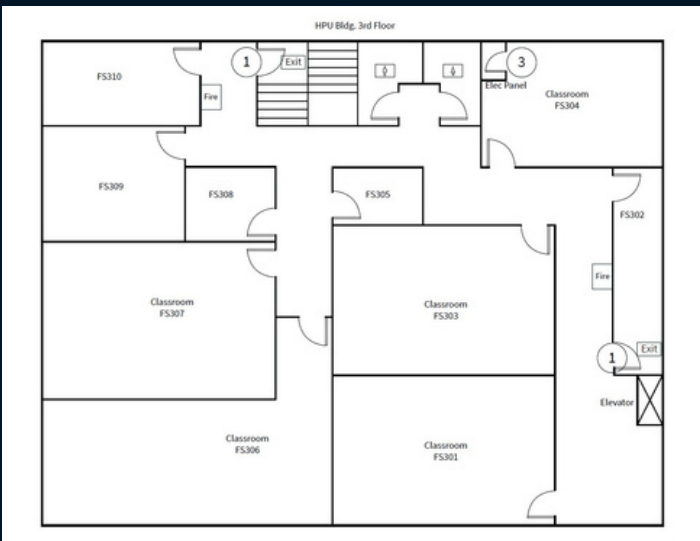 HPU Bldg. 3rd Floor
FS310
1
Exit
3
Fire
Elec Panel
Classroom
FS304
FS309
FS308
FS305
FS302
Classroom
FS307
Classroom
FS303
Fire
1
Exit
Elevator
Classroom
FS306
Classroom
FS301